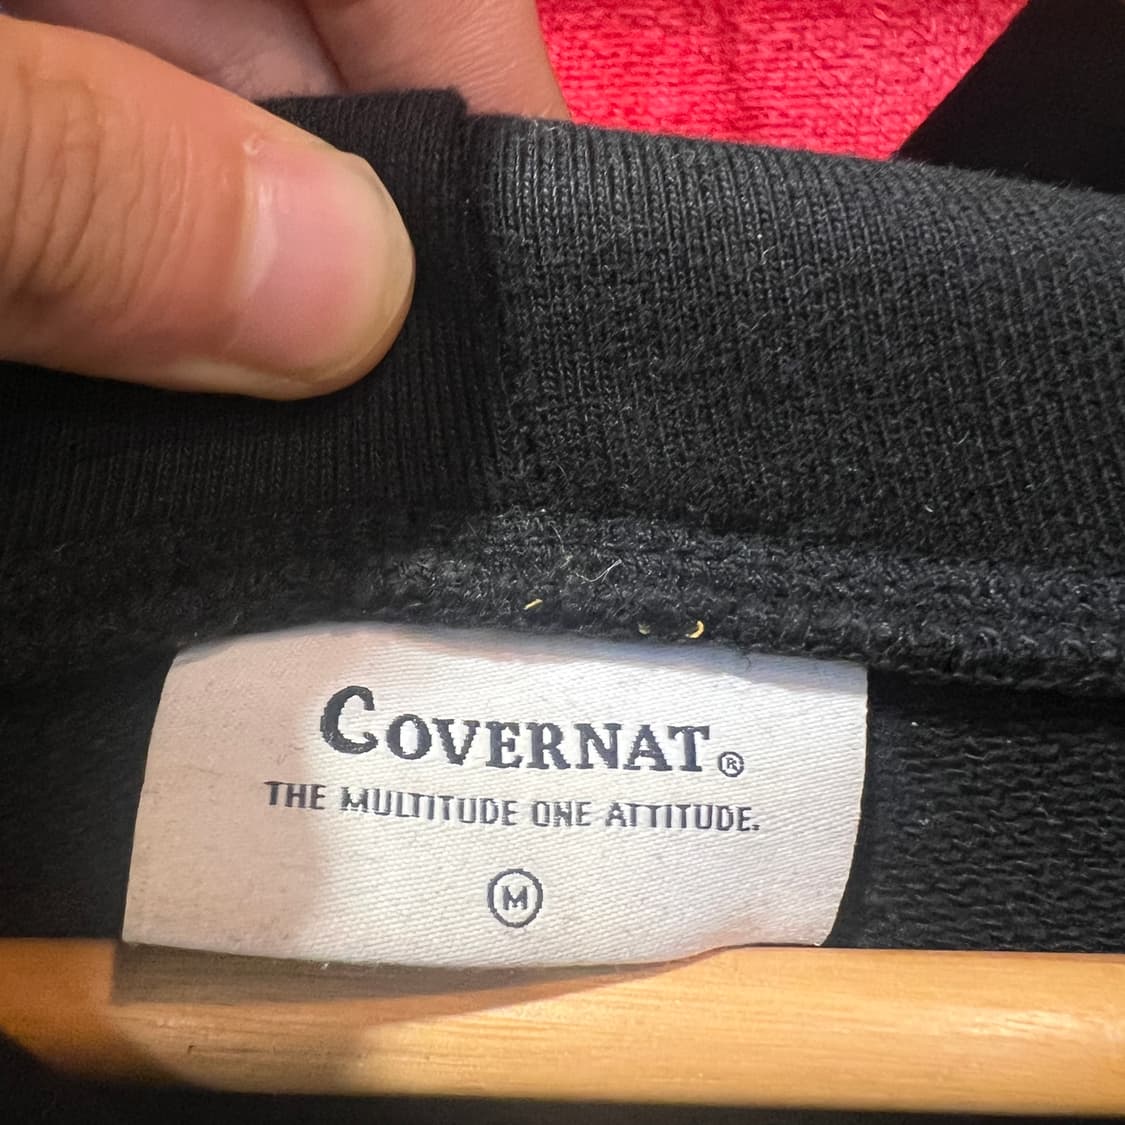 COVERNAT®
THE MULTITUDE ONE ATTITUDE.
M